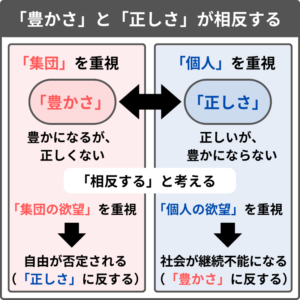 「豊かさ」と「正しさ」が相反する
「集団」を重視
「豊かさ」
豊かになるが、
正しくない
「個人」を重視
「正しさ」
正しいが、
豊かにならない
「相反する」と考える
「集団の欲望」を重視
自由が否定される
（「正しさ」に反する）
「個人の欲望」を重視
社会が継続不能になる
（「豊かさ」に反する）